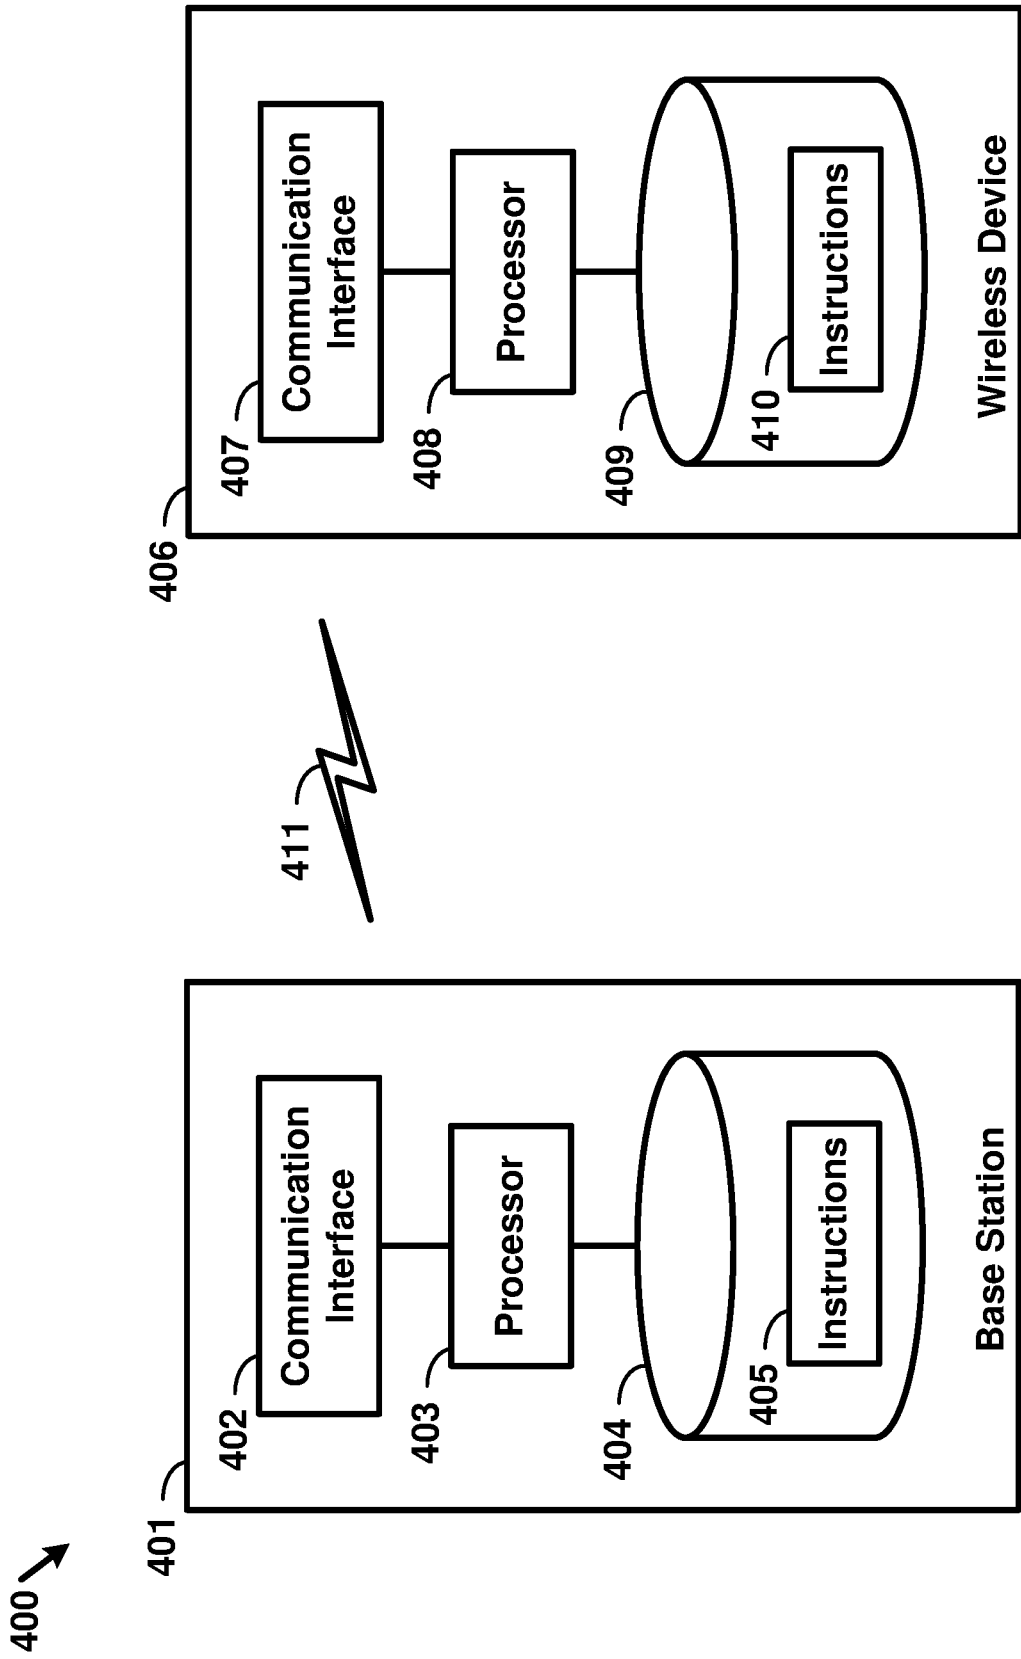 400
401
402
Communication
Interface
403
Processor
404
405
Instructions
Base Station
411
406
407
Communication
Interface
408
Processor
409
410
Instructions
Wireless Device